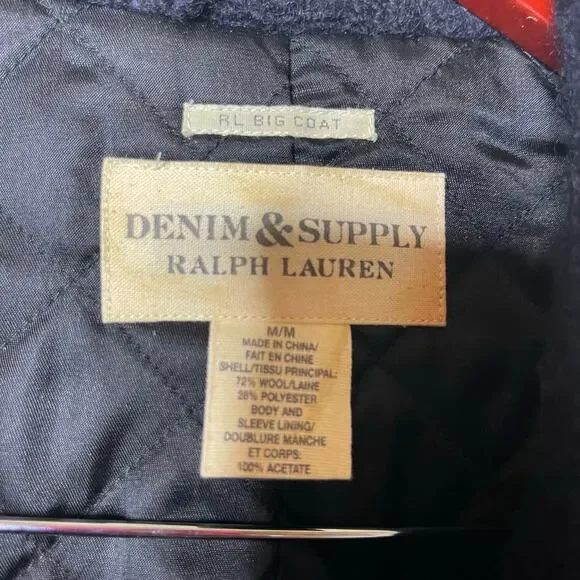 RL BIG COAT
DENIM & SUPPLY
RALPH LAUREN
M/M
MADE IN CHINA/
FAIT EN CHINE
SHELL/TISSU PRINCIPAL:
72% WOOL/LAINE
28% POLYESTER
BODY AND
SLEEVE LINING/
DOUBLURE MANCHE
ET CORPS:
100% ACETATE